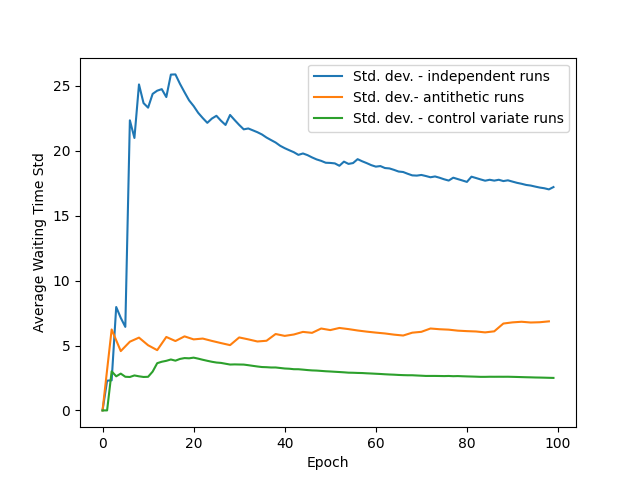 Std. dev. - independent runs
Std. dev.- antithetic runs
Std. dev. - control variate runs
Average Waiting Time Std
25
20
15
10
5
0
0 20 40 60 80 100
Epoch